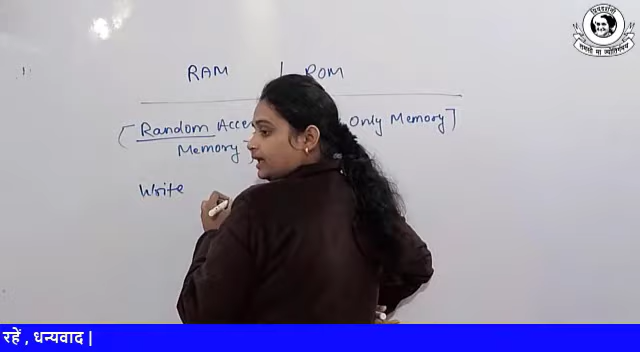 RAM | ROM
[Random Acce Only Memory]
Memory
Write
रहें , धन्यवाद |